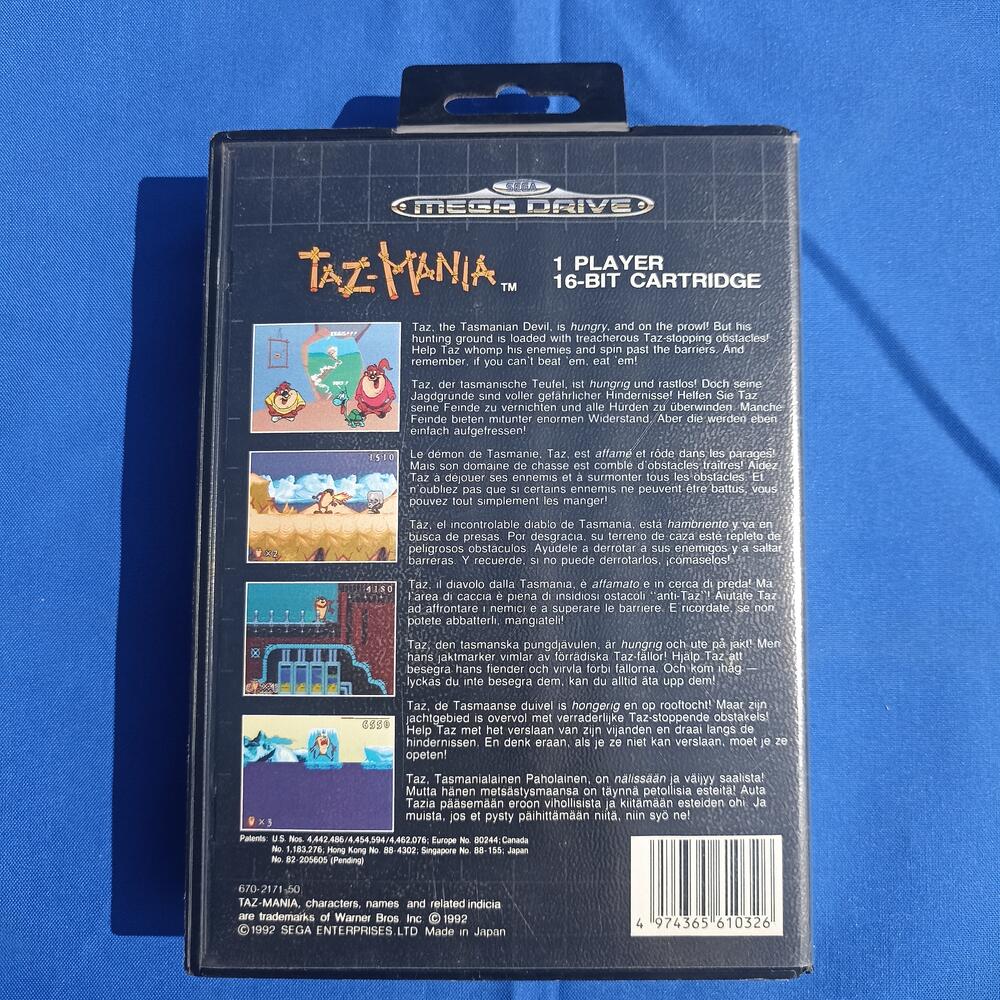 SEGA
MEGA DRIVE
TAZ-MANIA ™
1 PLAYER
16-BIT CARTRIDGE
Taz, the Tasmanian Devil, is hungry, and on the prowl! But his
hunting ground is loaded with treacherous Taz-stopping obstacles!
Help Taz whomp his enemies and spin past the barriers. And
remember, if you can't beat 'em, eat 'em!
Taz, der tasmanische Teufel, ist hungrig und rastlos! Doch seine
Jagdgründe sind voller gefährlicher Hindernisse! Helfen Sie Taz
seine Feinde zu vernichten und alle Hürden zu überwinden. Manche
Feinde bieten mitunter enormen Widerstand. Aber die werden eben
einfach aufgefressen!
1510
×2
Le démon de Tasmanie, Taz, est affamé et rôde dans les parages!
Mais son domaine de chasse est comblé d'obstacles traîtres! Aidez
Taz à déjouer ses ennemis et à surmonter tous les obstacles. Et
n'oubliez pas que si certains ennemis ne peuvent être battus, vous
pouvez tout simplement les manger!
Táz, el incontrolable diablo de Tasmania, está hambriento y va en
busca de presas. Por desgracia, su terreno de caza esté repleto de
peligrosos obstáculos. Ayúdele a derrotar a sus enemigos y a saltar
barreras. Y recuerde, si no puede derrotarlos, ¡cómaselos!
4180
Taz, il diavolo dalla Tasmania, è affamato e in cerca di preda! Ma
l'area di caccia è piena di insidiosi ostacoli "anti-Taz"! Aiutate Taz
ad affrontare i nemici e a superare le barriere. E ricordate, se non
potete abbatterli, mangiateli!
Taz, den tasmanska pungdjävulen, är hungrig och ute på jakt! Men
hans jaktmarker vimlar av förrädiska Taz-fällor! Hjälp Taz att
besegra hans fiender och virvla förbi fällorna. Och kom ihåg —
lyckas du inte besegra dem, kan du alltid äta upp dem!
6550
×3
Taz, de Tasmaanse duivel is hongerig en op rooftocht! Maar zijn
jachtgebied is overvol met verraderlijke Taz-stoppende obstakels!
Help Taz met het verslaan van zijn vijanden en draai langs de
hindernissen. En denk eraan, als je ze niet kan verslaan, moet je ze
opeten!
Taz, Tasmanialainen Paholainen, on nälissään ja väijyy saalista!
Mutta hänen metsästysmaansa on täynnä petollisia esteitä! Auta
Tazia pääsemään eroon vihollisista ja kiitämään esteiden ohi. Ja
muista, jos et pysty päihittämään niitä, niin syö ne!
Patents: U.S. Nos. 4,442,486/4,454,594/4,462,076; Europe No. 80244; Canada
No. 1,183,276; Hong Kong No. 88-4302; Singapore No. 88-155; Japan
No. 82-205605 (Pending)
670-2171-50
TAZ-MANIA, characters, names and related indicia
are trademarks of Warner Bros. Inc. © 1992
© 1992 SEGA ENTERPRISES.LTD Made in Japan
4 974365 610326